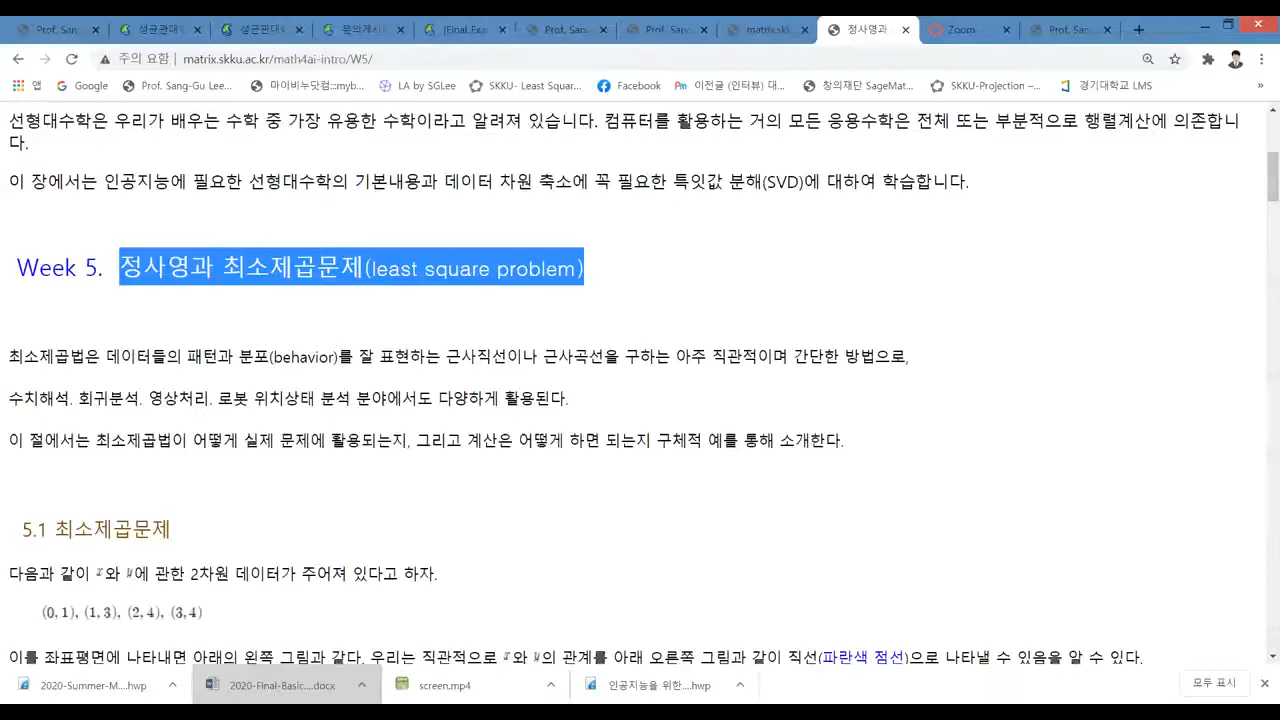 Prof. San
성균관대
성균관대
문의게시
[Final Exa
Prof. Sang
Prof. Sang
matrix.sk
정사영과
Zoom
Prof. Sang
주의 요함 | matrix.skku.ac.kr/math4ai-intro/W5/
앱
Google
Prof. Sang-Gu Lee...
마이비누닷컴:::myb...
LA by SGLee
SKKU- Least Squar...
Facebook
이전글 (인터뷰) 대...
창의재단 SageMat...
SKKU-Projection –...
경기대학교 LMS
»
선형대수학은 우리가 배우는 수학 중 가장 유용한 수학이라고 알려져 있습니다. 컴퓨터를 활용하는 거의 모든 응용수학은 전체 또는 부분적으로 행렬계산에 의존합니
다.
이 장에서는 인공지능에 필요한 선형대수학의 기본내용과 데이터 차원 축소에 꼭 필요한 특잇값 분해(SVD)에 대하여 학습합니다.
Week 5. 정사영과 최소제곱문제(least square problem)
최소제곱법은 데이터들의 패턴과 분포(behavior)를 잘 표현하는 근사직선이나 근사곡선을 구하는 아주 직관적이며 간단한 방법으로,
수치해석. 회귀분석. 영상처리. 로봇 위치상태 분석 분야에서도 다양하게 활용된다.
이 절에서는 최소제곱법이 어떻게 실제 문제에 활용되는지, 그리고 계산은 어떻게 하면 되는지 구체적 예를 통해 소개한다.
5.1 최소제곱문제
다음과 같이 x와 y에 관한 2차원 데이터가 주어져 있다고 하자.
(0,1), (1,3), (2,4), (3,4)
이를 좌표평면에 나타내면 아래의 왼쪽 그림과 같다. 우리는 직관적으로 x와 y의 관계를 아래 오른쪽 그림과 같이 직선(파란색 점선)으로 나타낼 수 있음을 알 수 있다.
2020-Summer-M....hwp
2020-Final-Basic....docx
screen.mp4
인공지능을 위한....hwp
모두 표시